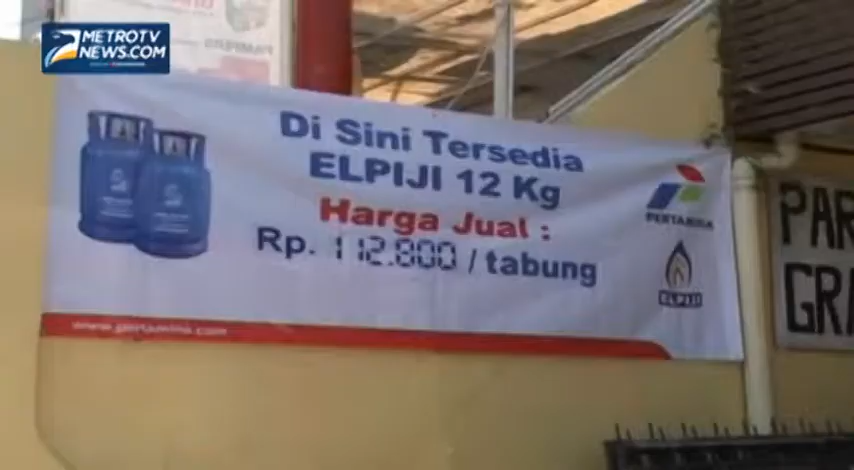 METROTV
NEWS.COM
Di Sini Tersedia
ELPIJI 12 Kg
Harga Jual :
Rp. 112.800 / tabung
PERTAMINA
ELPIJI
www.pertamina.com
PAR
GRA